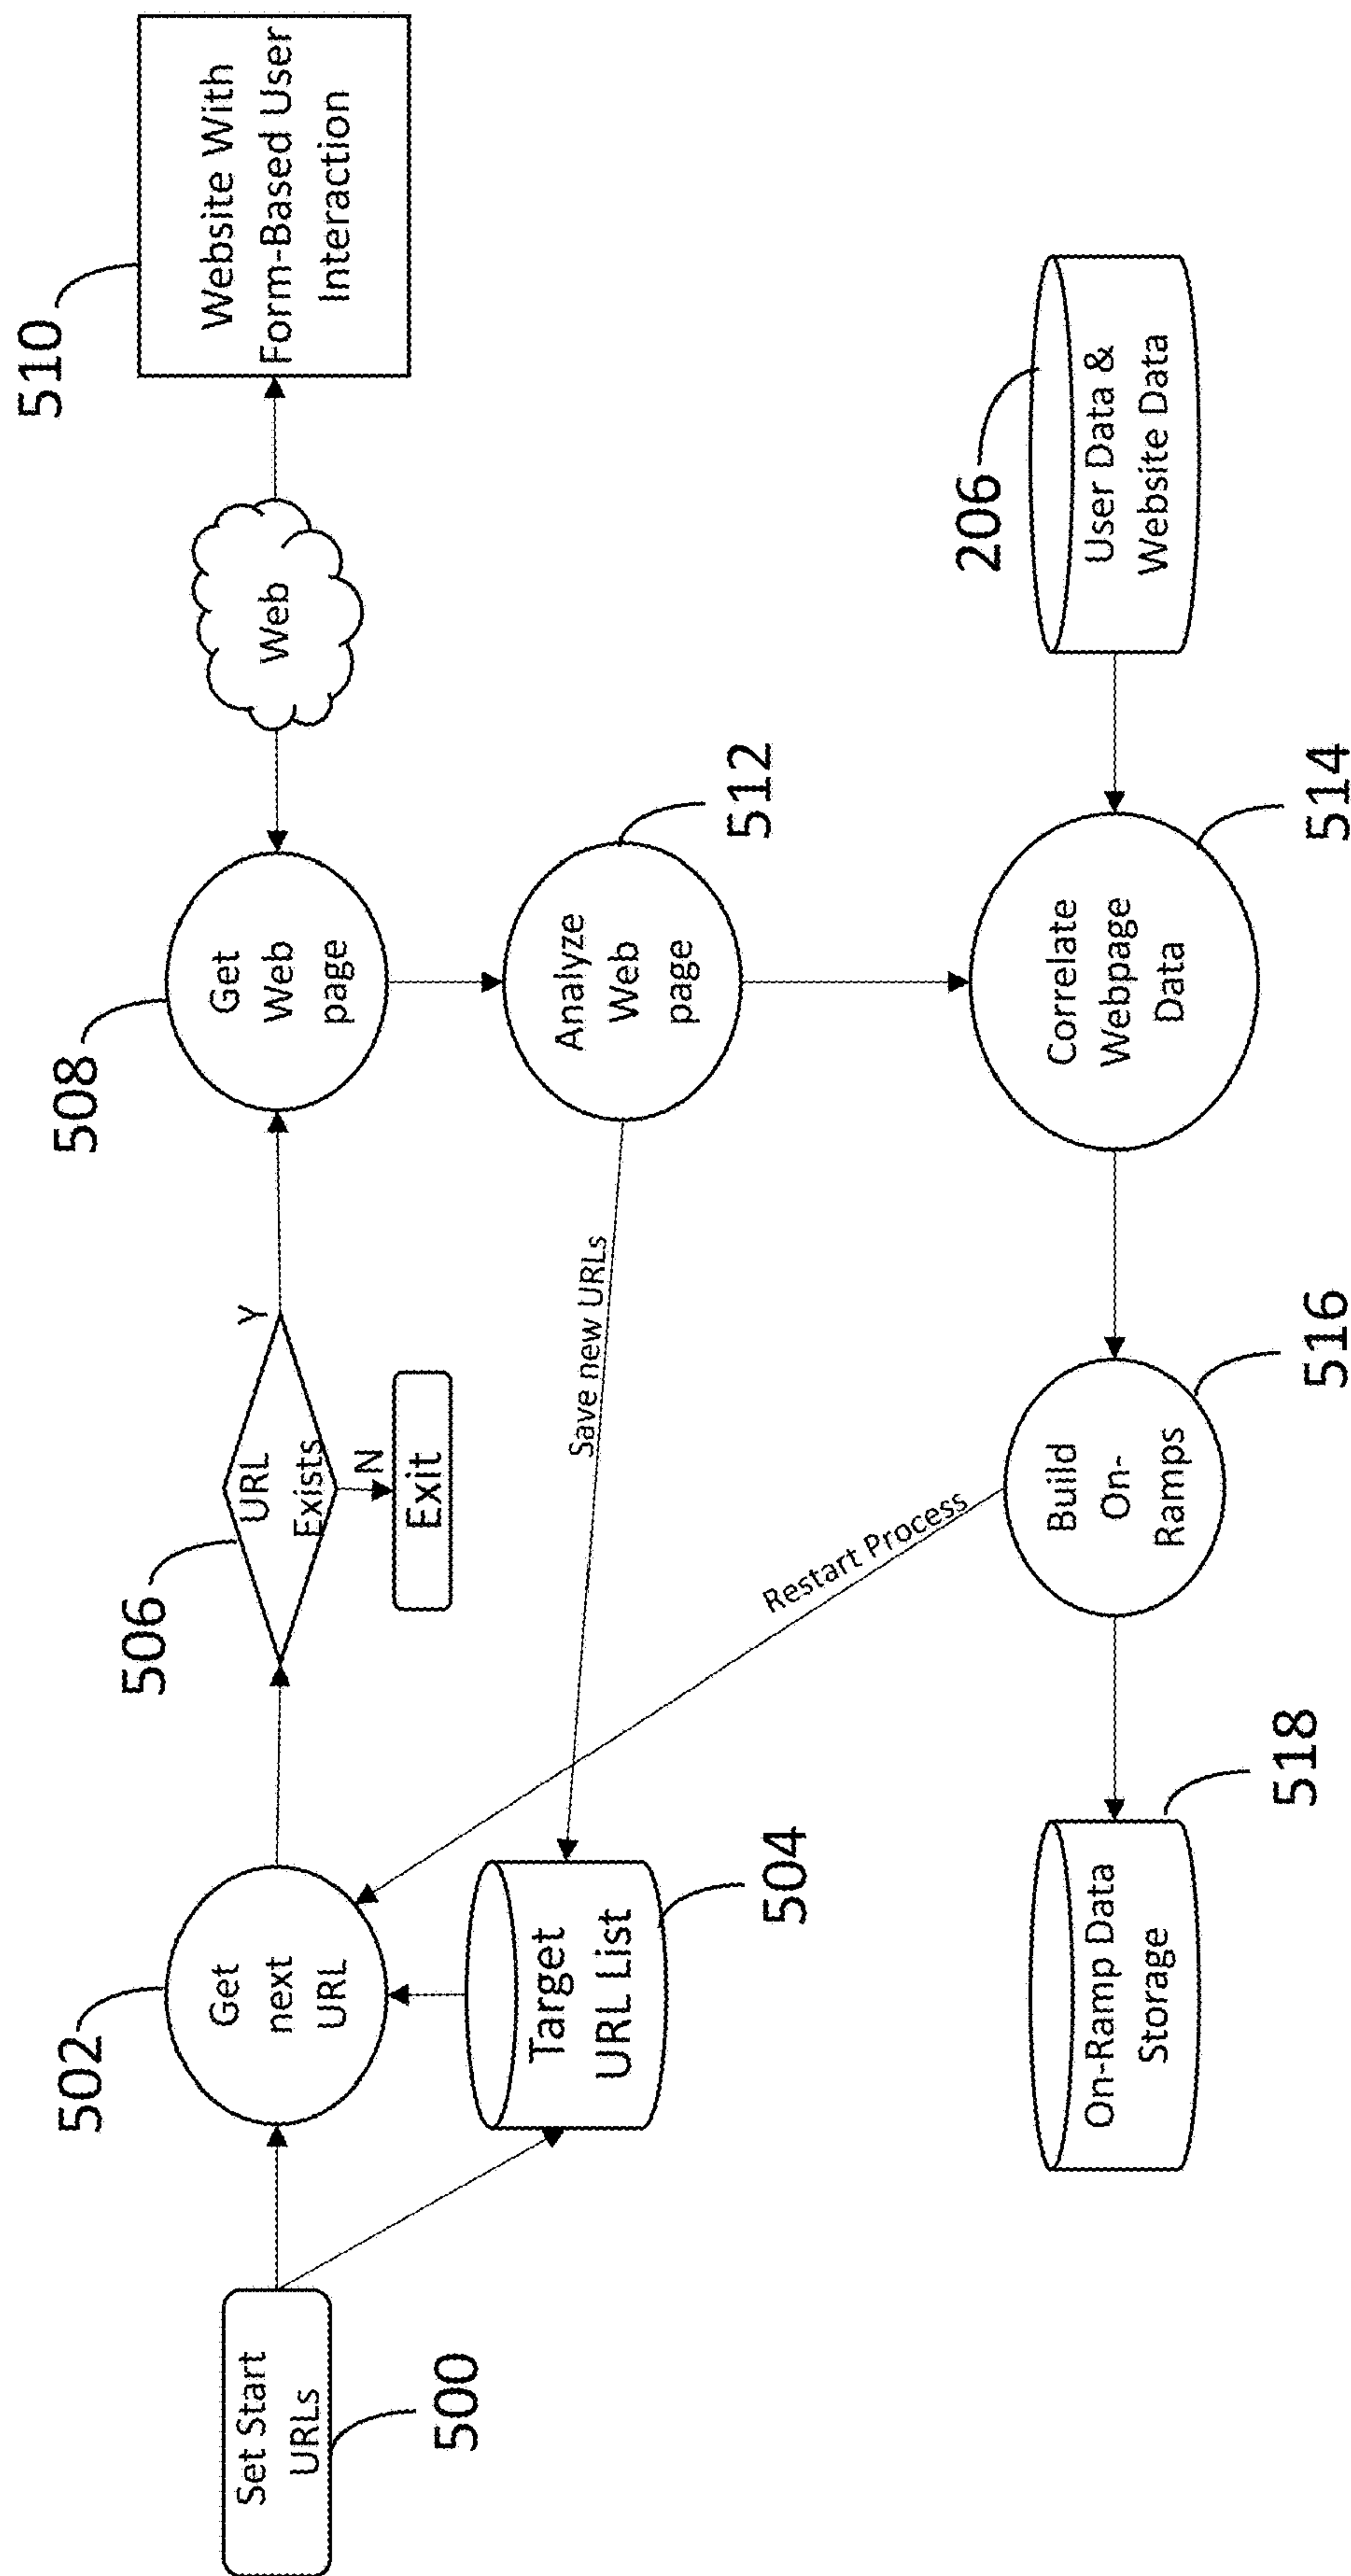 510
Website With
Form-Based User
Interaction
Web
508
Get
Web
page
506
URL
Exists
Y
N
Exit
502
Get
next
URL
Set Start
URLs
500
Target
URL List
504
Save new URLs
Analyze
Web
page
512
Restart Process
206
User Data &
Website Data
Correlate
Webpage
Data
514
Build
On-
Ramps
516
On-Ramp Data
Storage
518